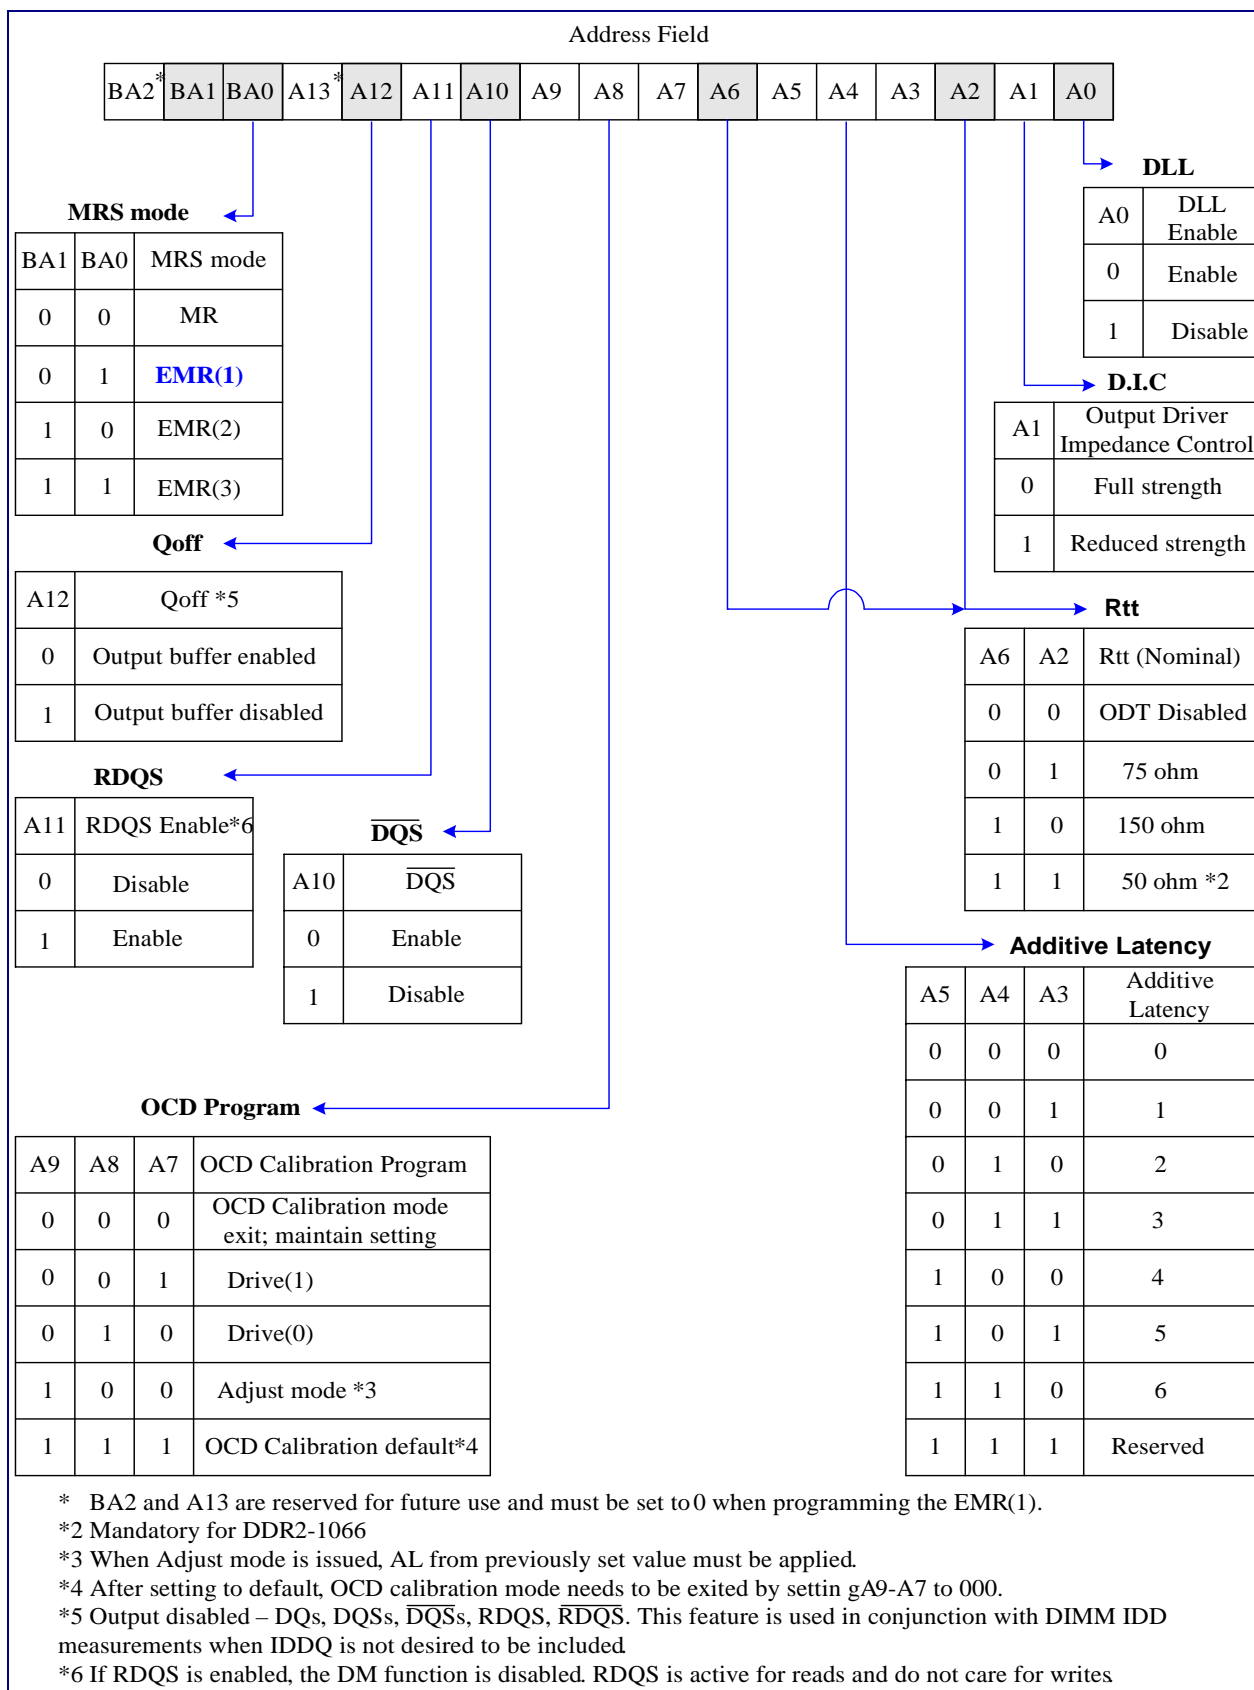 Address Field
BA2* BA1 BA0 A13* A12 A11 A10 A9 A8 A7 A6 A5 A4 A3 A2 A1 A0
DLL
A0 DLL Enable
0 Enable
1 Disable
MRS mode
BA1 BA0 MRS mode
0 0 MR
0 1 EMR(1)
1 0 EMR(2)
1 1 EMR(3)
D.I.C
A1 Output Driver Impedance Control
0 Full strength
1 Reduced strength
Qoff
A12 Qoff *5
0 Output buffer enabled
1 Output buffer disabled
Rtt
A6 A2 Rtt (Nominal)
0 0 ODT Disabled
0 1 75 ohm
1 0 150 ohm
1 1 50 ohm *2
RDQS
A11 RDQS Enable*6
0 Disable
1 Enable
D̅Q̅S̅
A10 D̅Q̅S̅
0 Enable
1 Disable
Additive Latency
A5 A4 A3 Additive Latency
0 0 0 0
0 0 1 1
0 1 0 2
0 1 1 3
1 0 0 4
1 0 1 5
1 1 0 6
1 1 1 Reserved
OCD Program
A9 A8 A7 OCD Calibration Program
0 0 0 OCD Calibration mode exit; maintain setting
0 0 1 Drive(1)
0 1 0 Drive(0)
1 0 0 Adjust mode *3
1 1 1 OCD Calibration default*4
* BA2 and A13 are reserved for future use and must be set to 0 when programming the EMR(1).
*2 Mandatory for DDR2-1066
*3 When Adjust mode is issued, AL from previously set value must be applied.
*4 After setting to default, OCD calibration mode needs to be exited by settin gA9-A7 to 000.
*5 Output disabled – DQs, DQSs, D̅Q̅S̅s, RDQS, R̅D̅Q̅S̅. This feature is used in conjunction with DIMM IDD
measurements when IDDQ is not desired to be included.
*6 If RDQS is enabled, the DM function is disabled. RDQS is active for reads and do not care for writes.